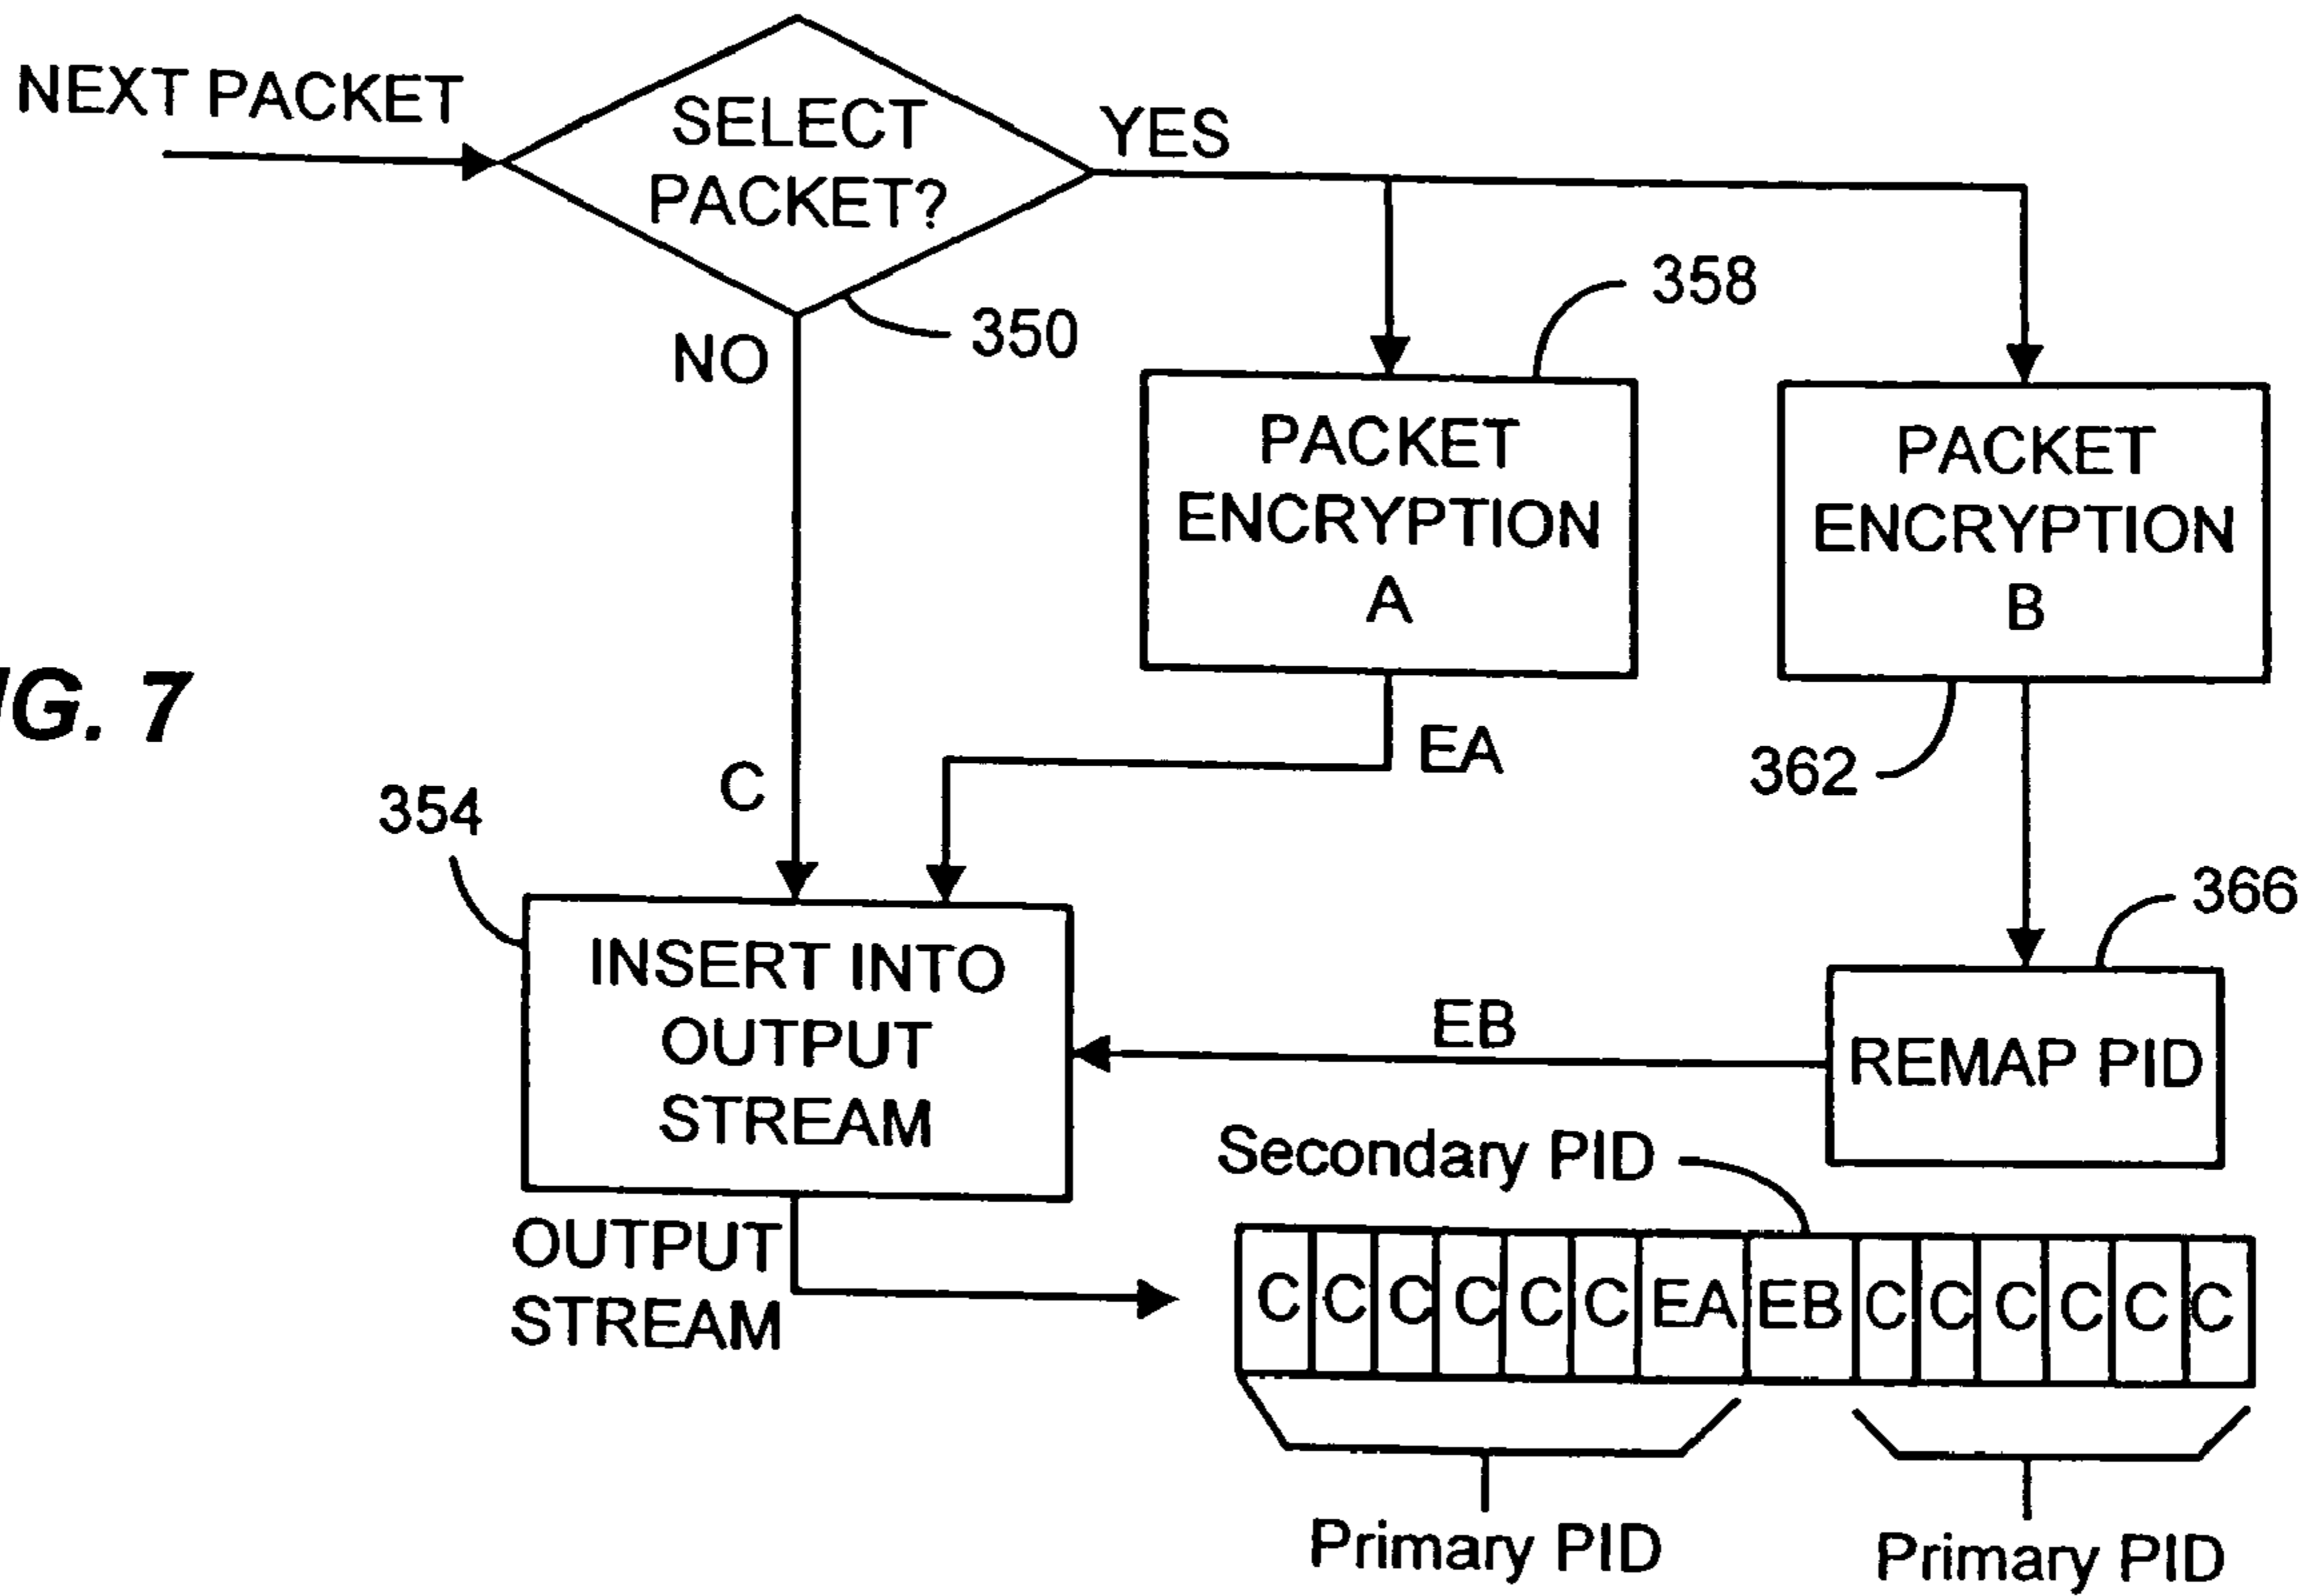 NEXT PACKET
SELECT
PACKET?
YES
358
350
NO
PACKET
ENCRYPTION
A
PACKET
ENCRYPTION
B
G. 7
EA
362
C
354
366
INSERT INTO
OUTPUT
STREAM
EB
REMAP PID
Secondary PID
OUTPUT
STREAM
C C C C C C EA EB C C C C C C
Primary PID
Primary PID